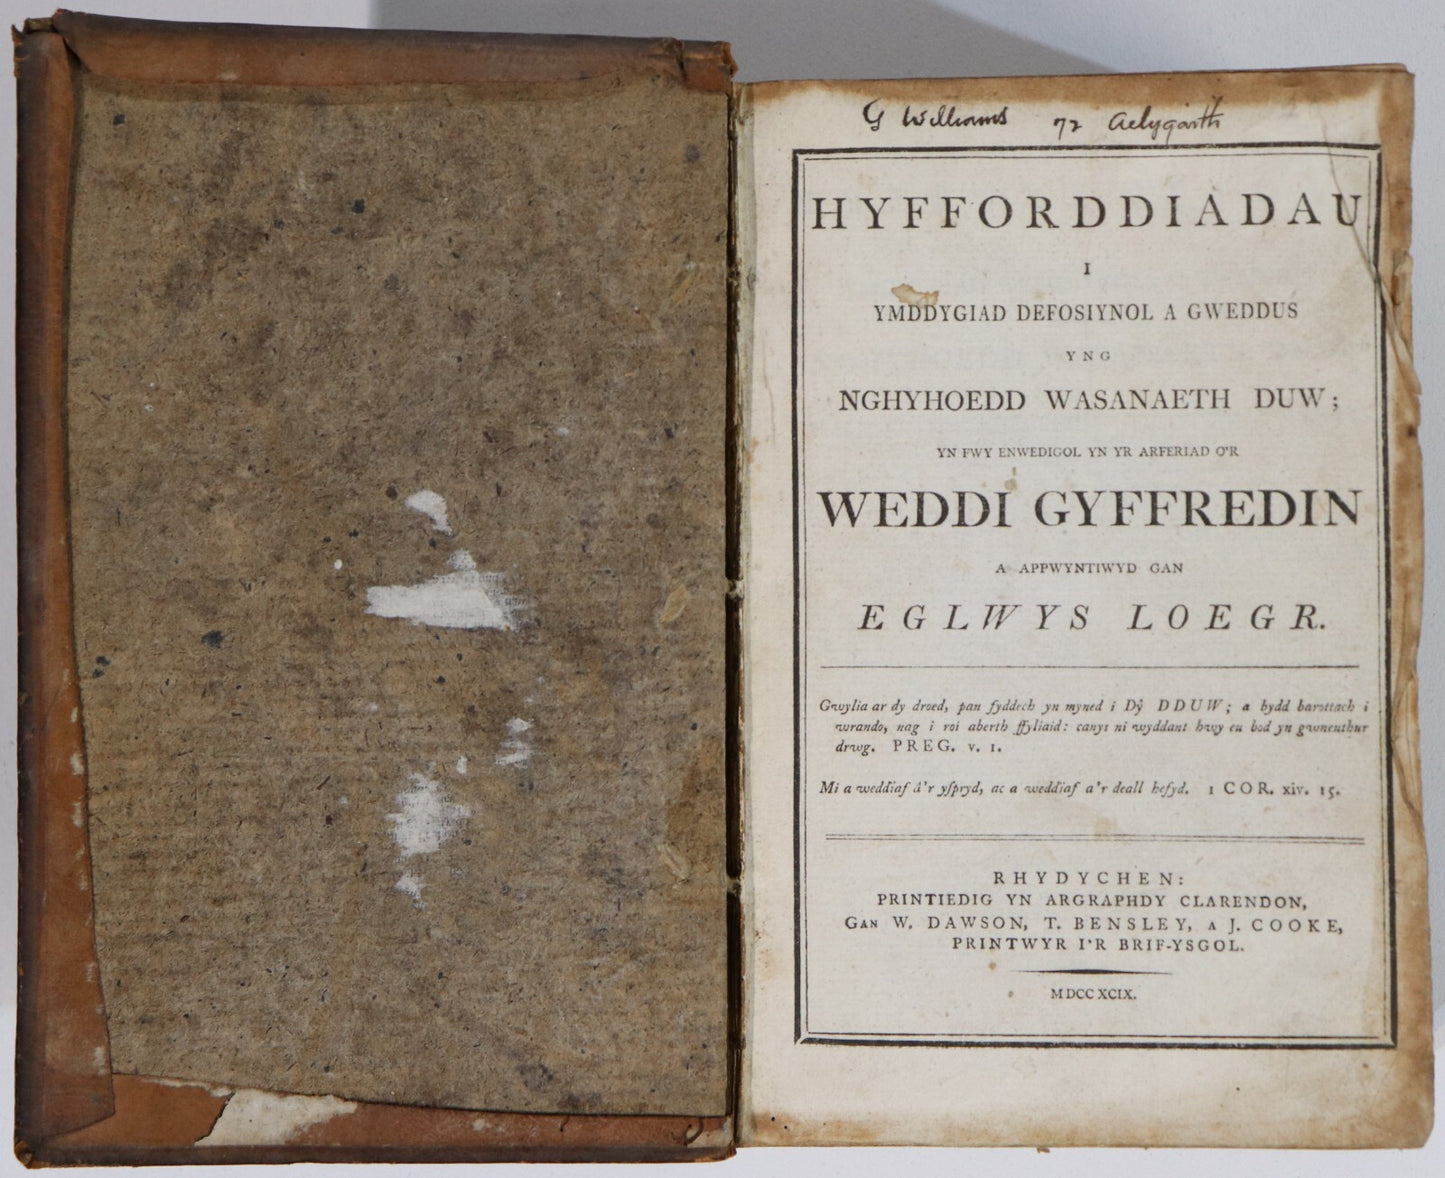 G Williams 72 Aelygarth
HYFFORDDIADAU
I
YMDDYGIAD DEFOSIYNOL A GWEDDUS
YNG
NGHYHOEDD WASANAETH DUW;
YN FWY ENWEDIGOL YN YR ARFERIAD O'R
WEDDI GYFFREDIN
A APPWYNTIWYD GAN
EGLWYS LOEGR.
Gwylia ar dy droed, pan fyddech yn myned i Dŷ DDUW; a bydd barottach i
wrando, nag i roi aberth ffyliaid: canys ni wyddant hwy eu bod yn gwneuthur
drwg. PREG. v. 1.
Mi a weddïaf â'r yſpryd, ac a weddïaf a'r deall hefyd. 1 COR. xiv. 15.
RHYDYCHEN:
PRINTIEDIG YN ARGRAPHDY CLARENDON,
GAN W. DAWSON, T. BENSLEY, A J. COOKE,
PRINTWYR I'R BRIF-YSGOL.
MDCCXCIX.